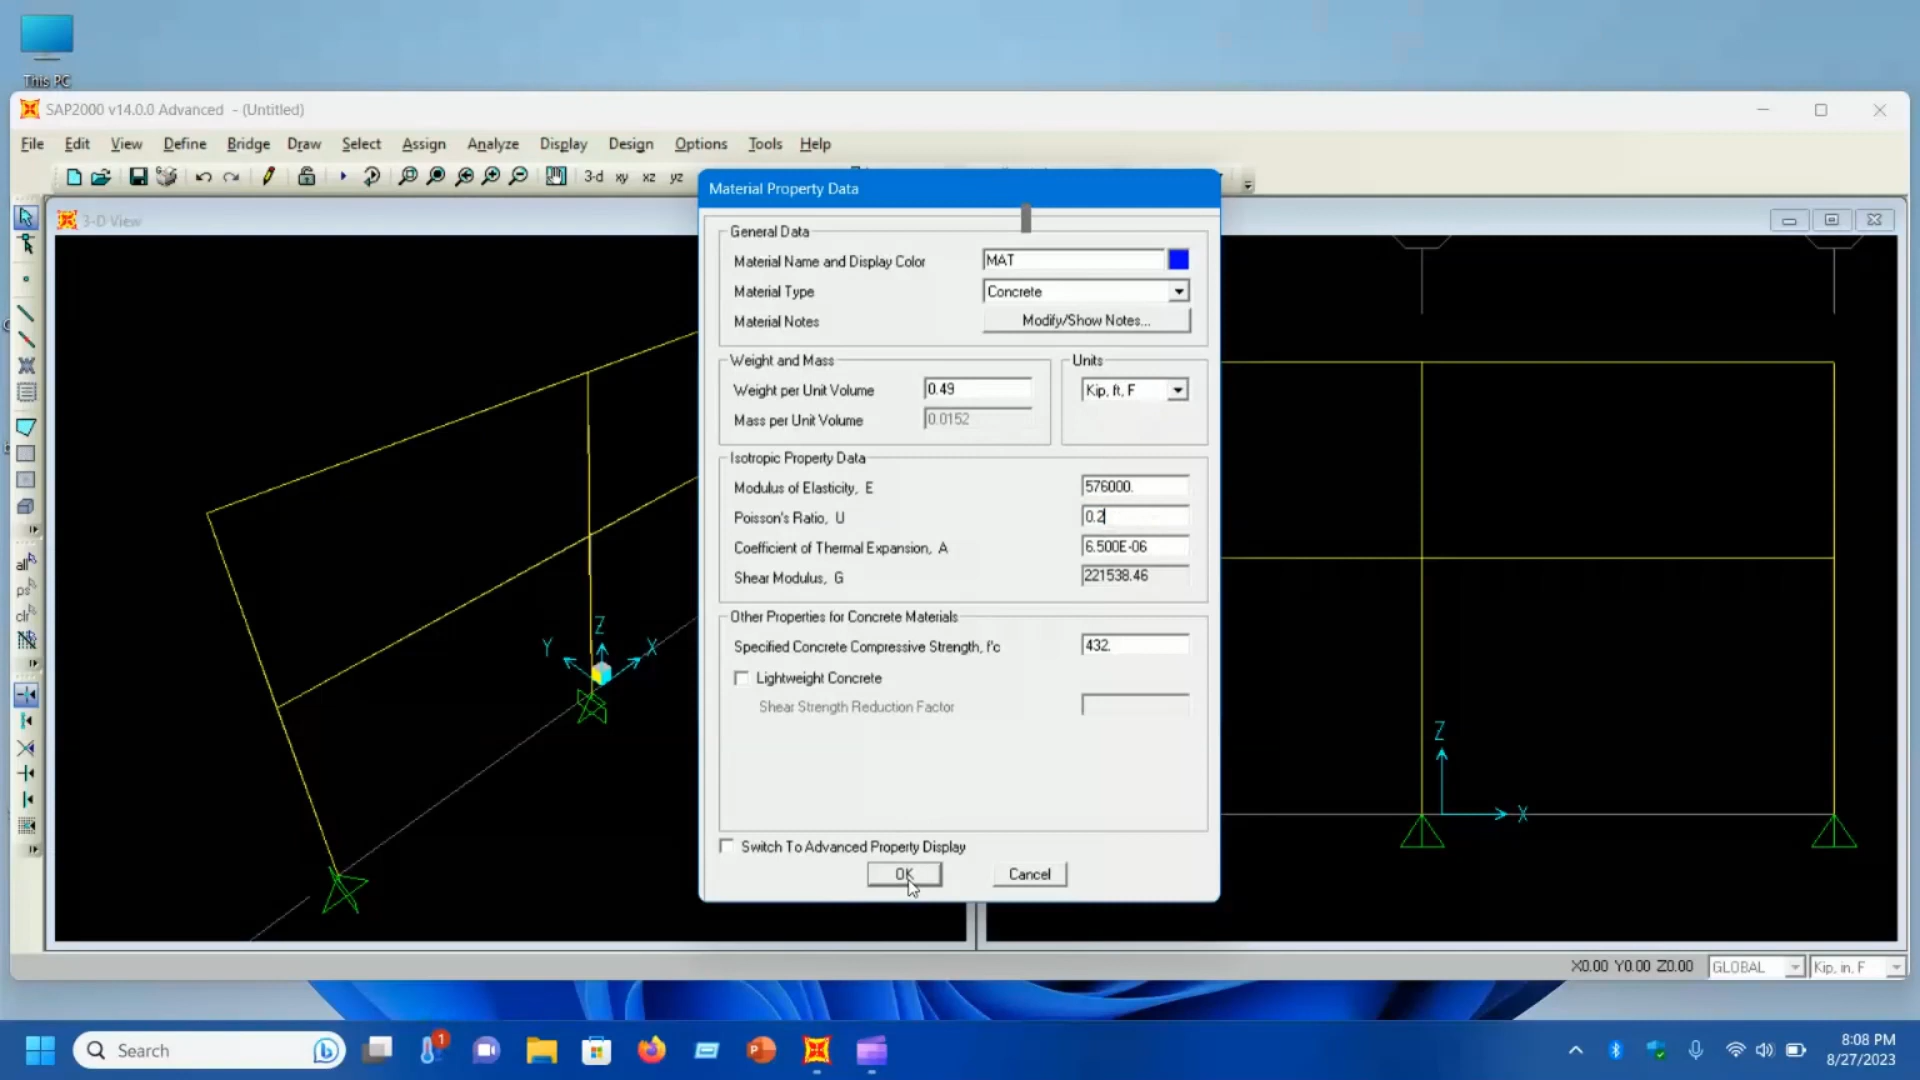 This PC
SAP2000 v14.0.0 Advanced - (Untitled)
File Edit View Define Bridge Draw Select Assign Analyze Display Design Options Tools Help
3-d xy xz yz
3-D View
Material Property Data
General Data
Material Name and Display Color MAT
Material Type Concrete
Material Notes Modify/Show Notes...
Weight and Mass Units
Weight per Unit Volume 0.49 Kip, ft, F
Mass per Unit Volume 0.0152
Isotropic Property Data
Modulus of Elasticity, E 576000.
Poisson's Ratio, U 0.2
Coefficient of Thermal Expansion, A 6.500E-06
Shear Modulus, G 221538.46
Other Properties for Concrete Materials
Specified Concrete Compressive Strength, f'c 432.
Lightweight Concrete
Shear Strength Reduction Factor
Switch To Advanced Property Display
OK Cancel
all
ps
clr
Z
Y X
Z
X
X0.00 Y0.00 Z0.00 GLOBAL Kip, in, F
Search
1
8:08 PM
8/27/2023